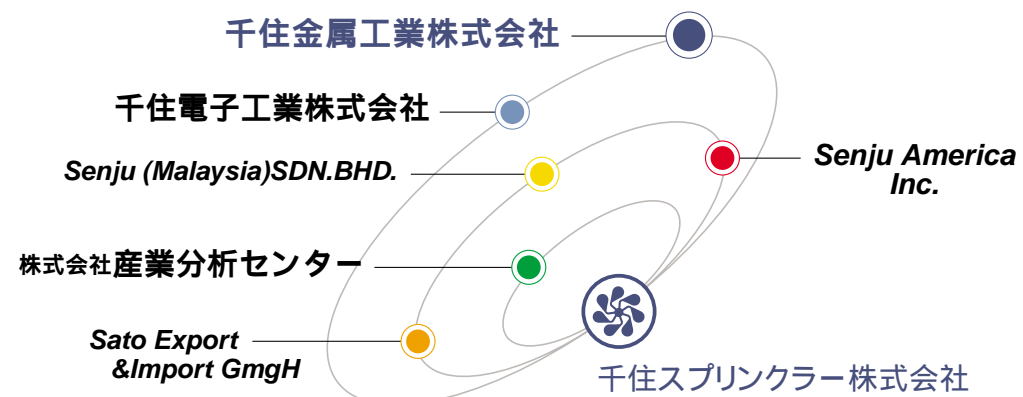 千住金属工業株式会社
千住電子工業株式会社
Senju (Malaysia)SDN.BHD.
Senju America
Inc.
株式会社産業分析センター
Sato Export
&Import GmgH
千住スプリンクラー株式会社